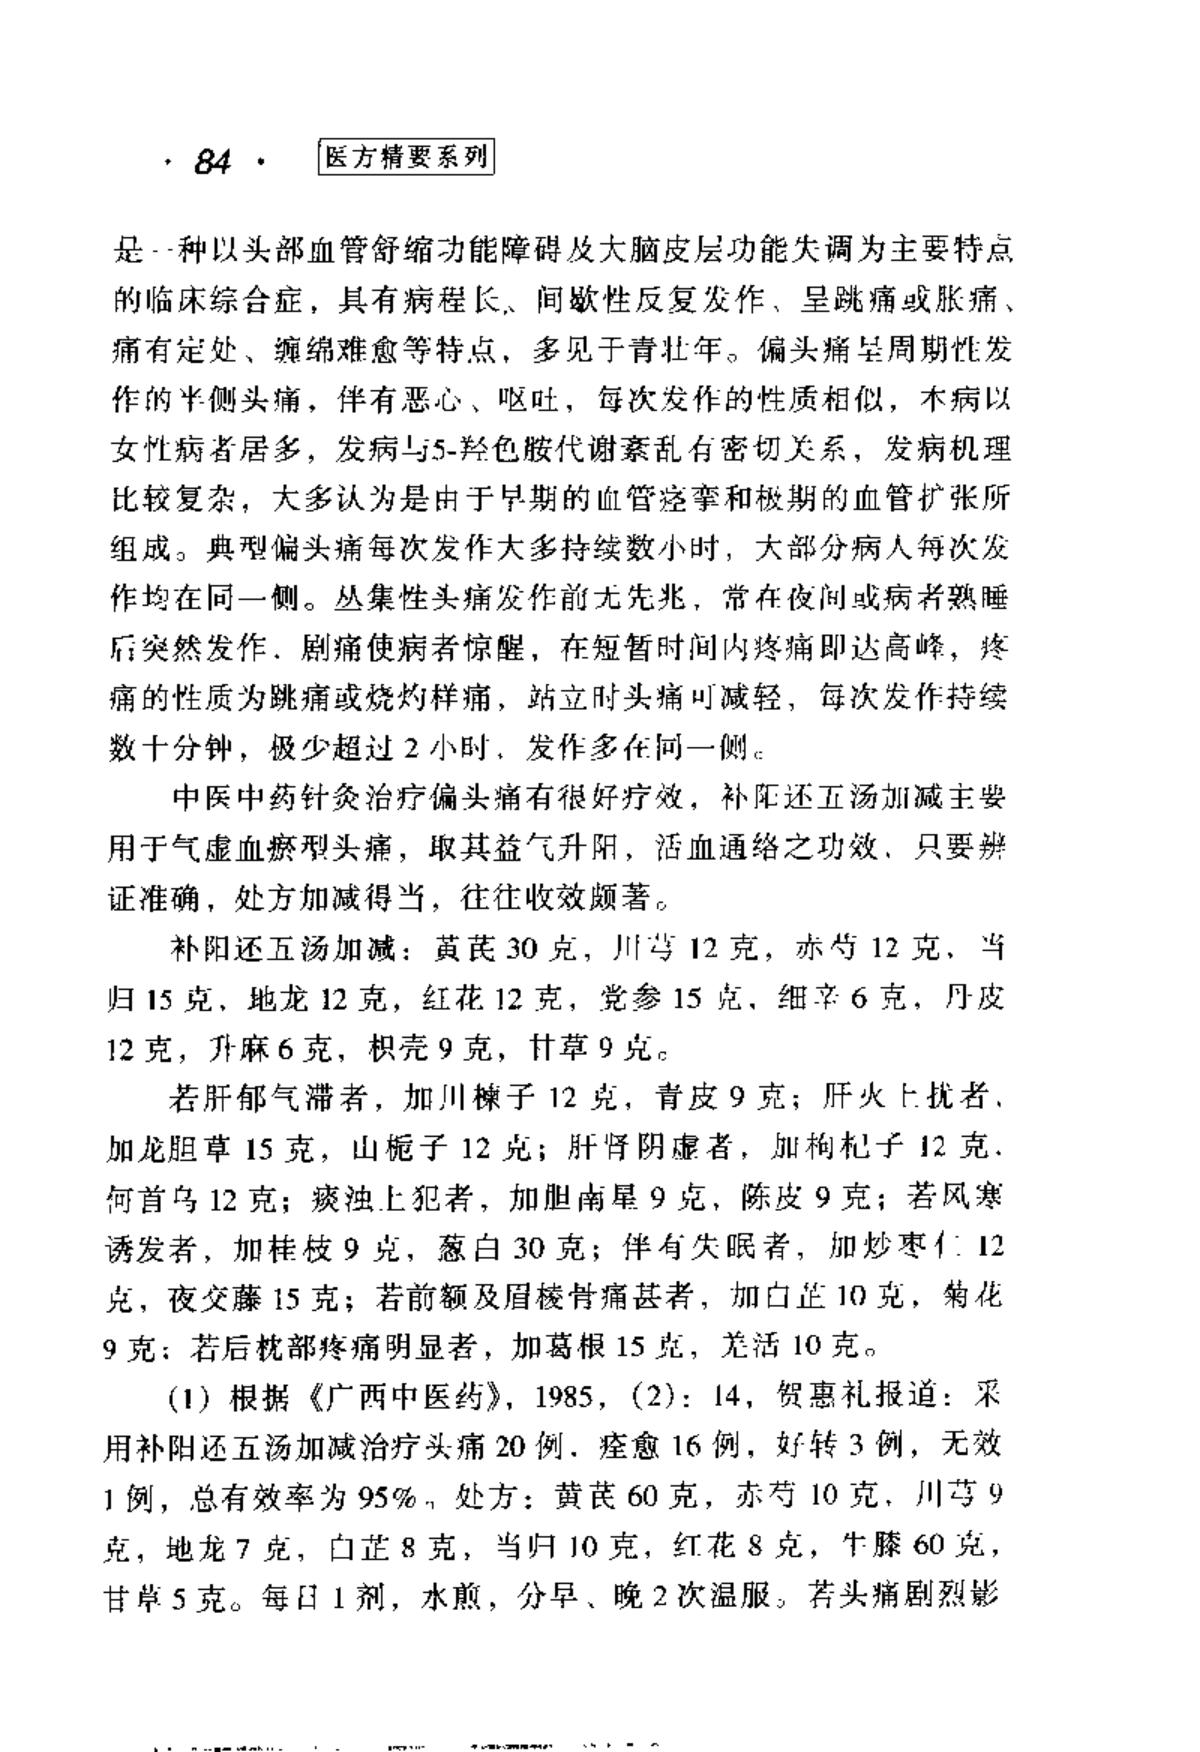 · 84 · 医方精要系列
是一种以头部血管舒缩功能障碍及大脑皮层功能失调为主要特点
的临床综合症，具有病程长、间歇性反复发作、呈跳痛或胀痛、
痛有定处、缠绵难愈等特点，多见于青壮年。偏头痛呈周期性发
作的半侧头痛，伴有恶心、呕吐，每次发作的性质相似，本病以
女性病者居多，发病与5-羟色胺代谢紊乱有密切关系，发病机理
比较复杂，大多认为是由于早期的血管痉挛和极期的血管扩张所
组成。典型偏头痛每次发作大多持续数小时，大部分病人每次发
作均在同一侧。丛集性头痛发作前无先兆，常在夜间或病者熟睡
后突然发作，剧痛使病者惊醒，在短暂时间内疼痛即达高峰，疼
痛的性质为跳痛或烧灼样痛，站立时头痛可减轻，每次发作持续
数十分钟，极少超过 2 小时，发作多在同一侧。
中医中药针灸治疗偏头痛有很好疗效，补阳还五汤加减主要
用于气虚血瘀型头痛，取其益气升阳，活血通络之功效，只要辨
证准确，处方加减得当，往往收效颇著。
补阳还五汤加减：黄芪 30 克，川芎 12 克，赤芍 12 克，当
归 15 克，地龙 12 克，红花 12 克，党参 15 克，细辛 6 克，丹皮
12 克，升麻 6 克，枳壳 9 克，甘草 9 克。
若肝郁气滞者，加川楝子 12 克，青皮 9 克；肝火上扰者，
加龙胆草 15 克，山栀子 12 克；肝肾阴虚者，加枸杞子 12 克，
何首乌 12 克；痰浊上犯者，加胆南星 9 克，陈皮 9 克；若风寒
诱发者，加桂枝 9 克，葱白 30 克；伴有失眠者，加炒枣仁 12
克，夜交藤 15 克；若前额及眉棱骨痛甚者，加白芷 10 克，菊花
9 克；若后枕部疼痛明显者，加葛根 15 克，羌活 10 克。
(1) 根据《广西中医药》，1985，(2)：14，贺惠礼报道：采
用补阳还五汤加减治疗头痛 20 例，痊愈 16 例，好转 3 例，无效
1 例，总有效率为 95%。处方：黄芪 60 克，赤芍 10 克，川芎 9
克，地龙 7 克，白芷 8 克，当归 10 克，红花 8 克，牛膝 60 克，
甘草 5 克。每日 1 剂，水煎，分早、晚 2 次温服。若头痛剧烈影